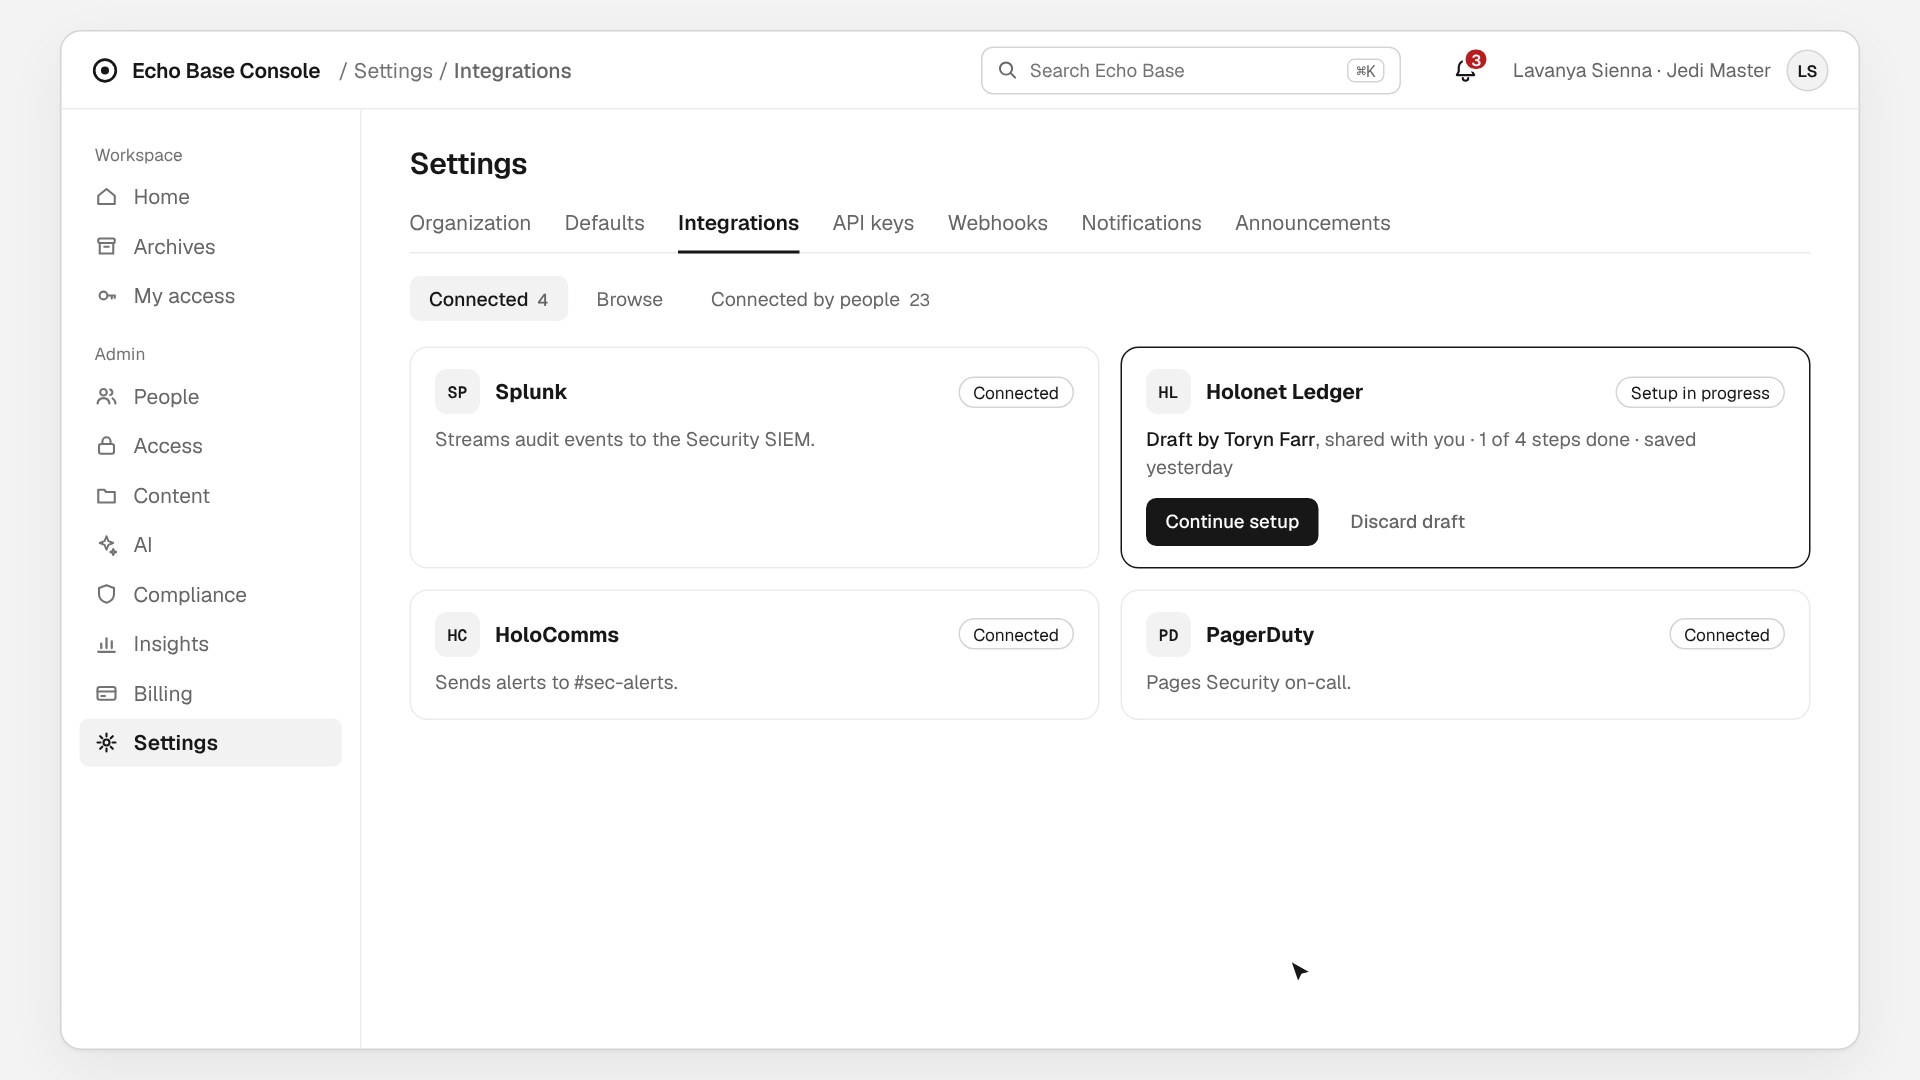 Echo Base Console / Settings / Integrations
Search Echo Base ⌘K
3
Lavanya Sienna · Jedi Master LS
Workspace
Home
Archives
My access
Admin
People
Access
Content
AI
Compliance
Insights
Billing
Settings
Settings
Organization Defaults Integrations API keys Webhooks Notifications Announcements
Connected 4 Browse Connected by people 23
SP Splunk Connected
Streams audit events to the Security SIEM.
HL Holonet Ledger Setup in progress
Draft by Toryn Farr, shared with you · 1 of 4 steps done · saved
yesterday
Continue setup Discard draft
HC HoloComms Connected
Sends alerts to #sec-alerts.
PD PagerDuty Connected
Pages Security on-call.